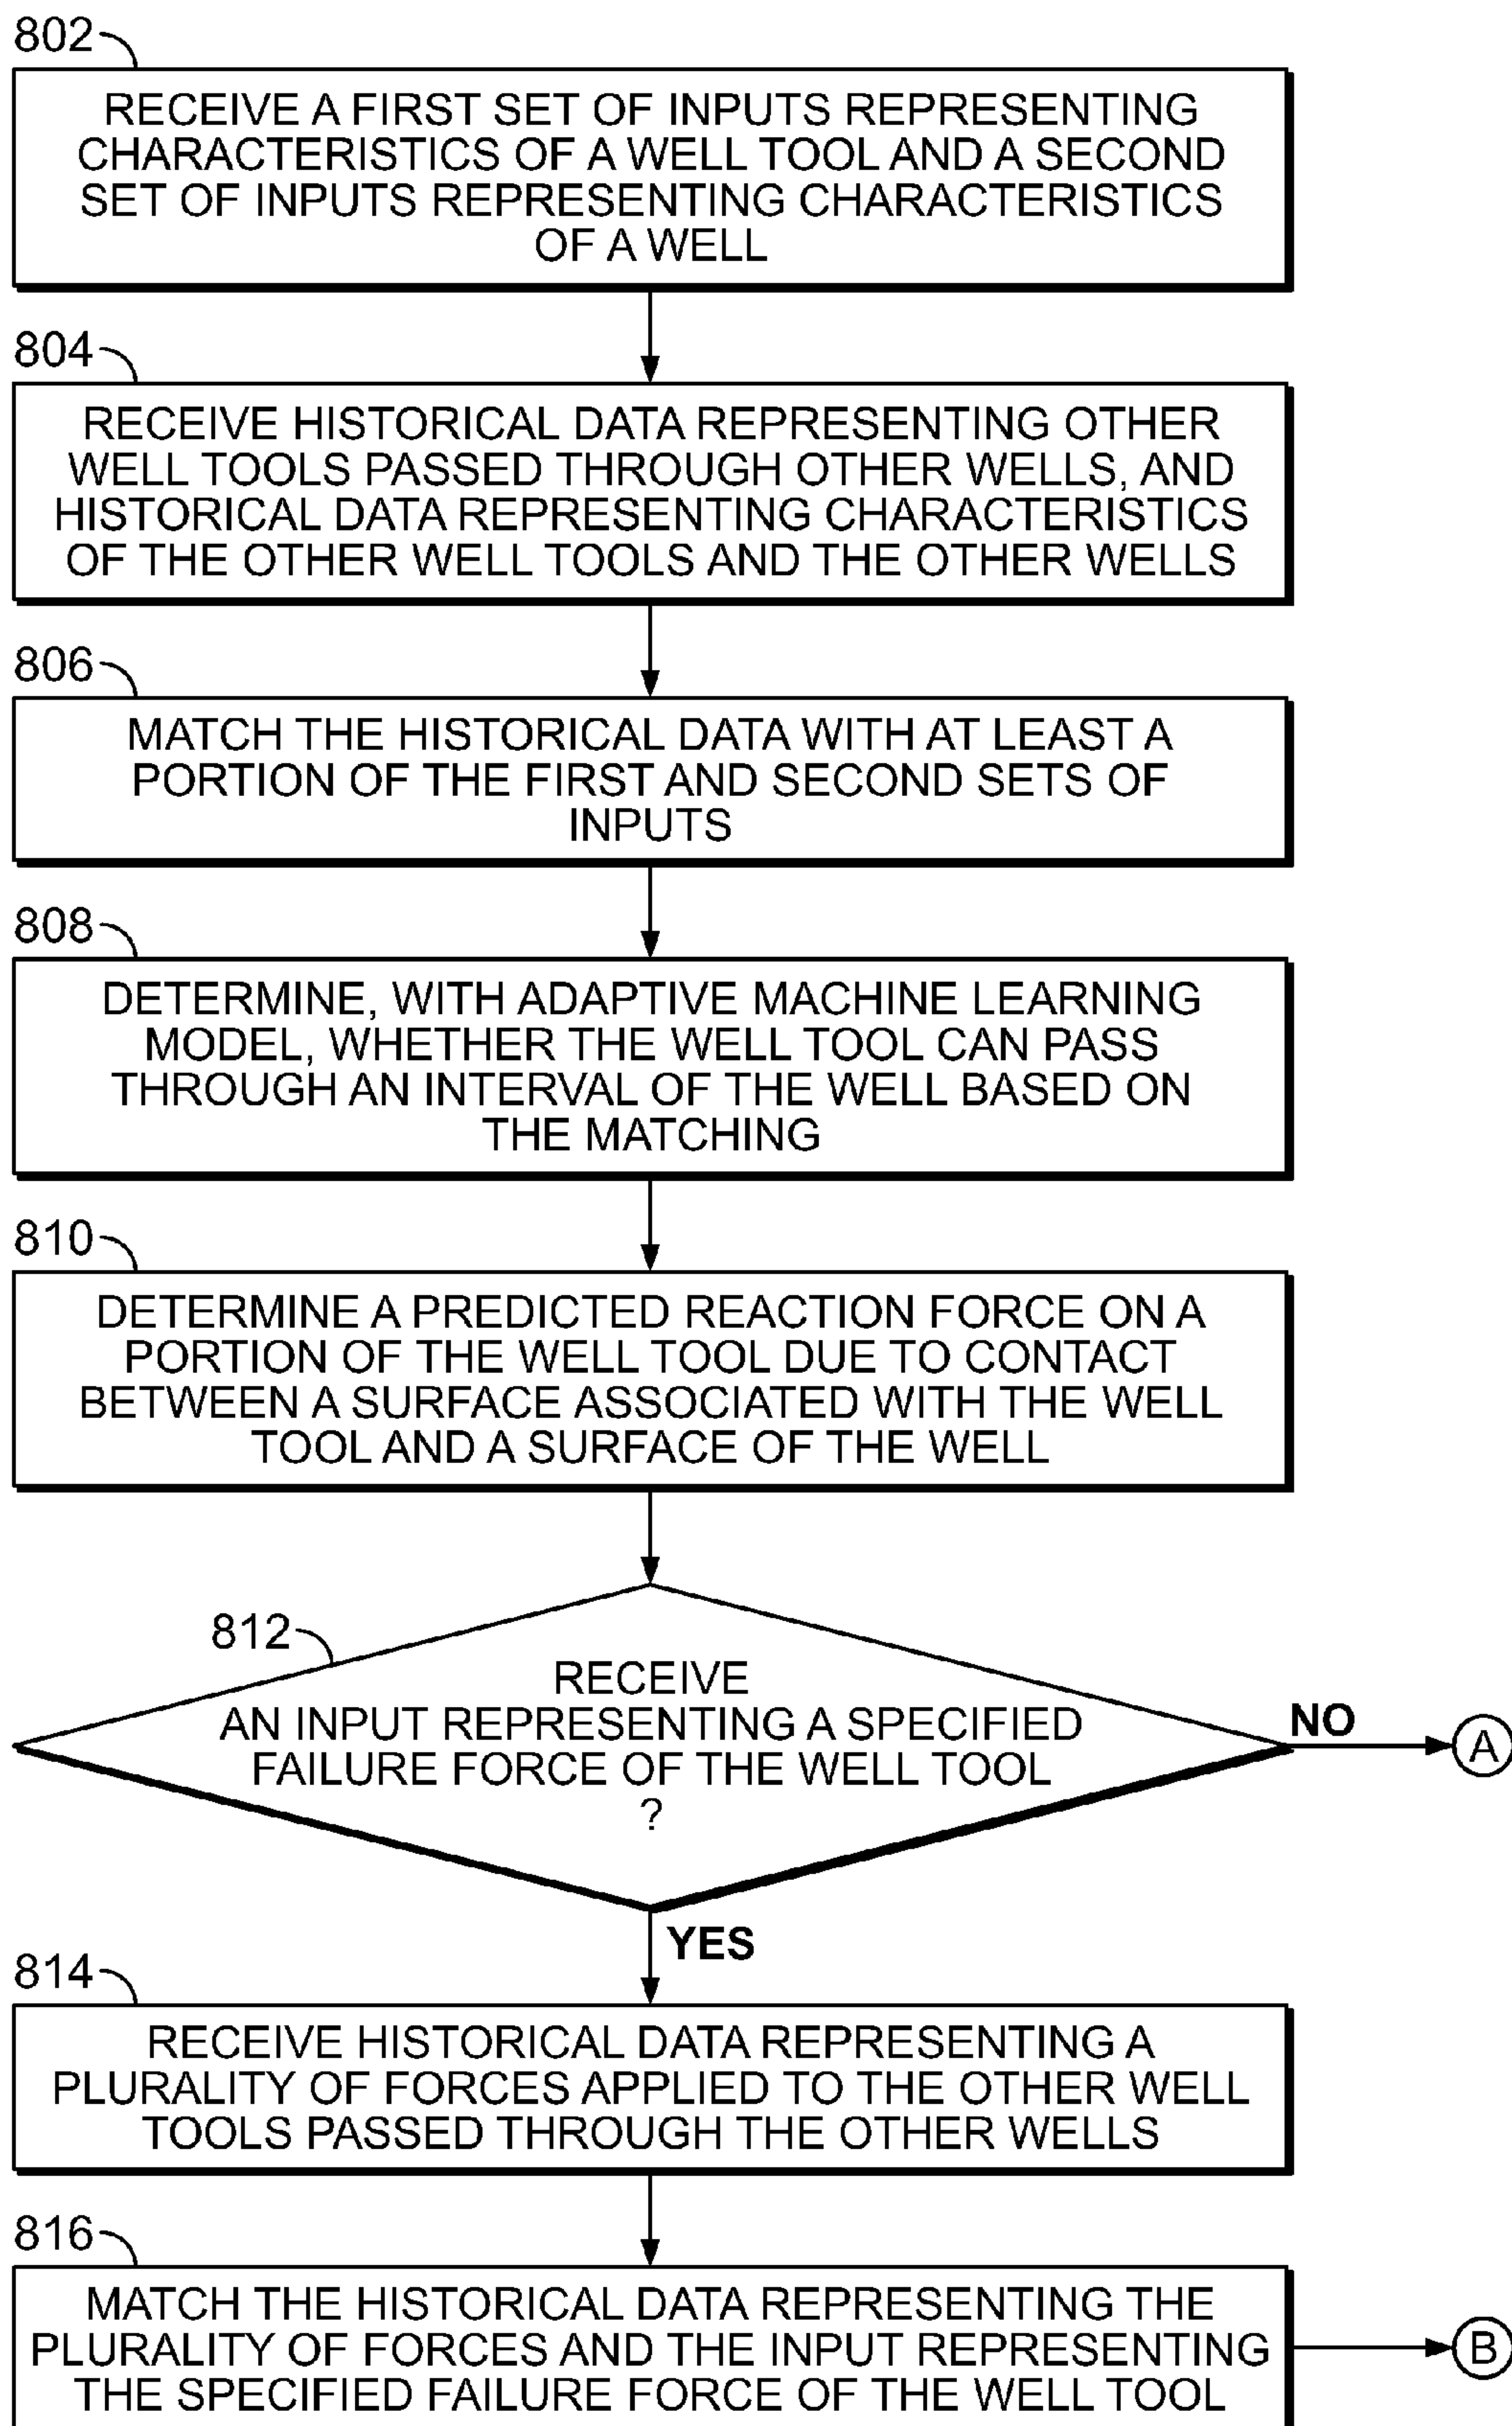 802
RECEIVE A FIRST SET OF INPUTS REPRESENTING
CHARACTERISTICS OF A WELL TOOL AND A SECOND
SET OF INPUTS REPRESENTING CHARACTERISTICS
OF A WELL
804
RECEIVE HISTORICAL DATA REPRESENTING OTHER
WELL TOOLS PASSED THROUGH OTHER WELLS, AND
HISTORICAL DATA REPRESENTING CHARACTERISTICS
OF THE OTHER WELL TOOLS AND THE OTHER WELLS
806
MATCH THE HISTORICAL DATA WITH AT LEAST A
PORTION OF THE FIRST AND SECOND SETS OF
INPUTS
808
DETERMINE, WITH ADAPTIVE MACHINE LEARNING
MODEL, WHETHER THE WELL TOOL CAN PASS
THROUGH AN INTERVAL OF THE WELL BASED ON
THE MATCHING
810
DETERMINE A PREDICTED REACTION FORCE ON A
PORTION OF THE WELL TOOL DUE TO CONTACT
BETWEEN A SURFACE ASSOCIATED WITH THE WELL
TOOL AND A SURFACE OF THE WELL
812
RECEIVE
AN INPUT REPRESENTING A SPECIFIED
FAILURE FORCE OF THE WELL TOOL
?
NO
A
YES
814
RECEIVE HISTORICAL DATA REPRESENTING A
PLURALITY OF FORCES APPLIED TO THE OTHER WELL
TOOLS PASSED THROUGH THE OTHER WELLS
816
MATCH THE HISTORICAL DATA REPRESENTING THE
PLURALITY OF FORCES AND THE INPUT REPRESENTING
THE SPECIFIED FAILURE FORCE OF THE WELL TOOL
B